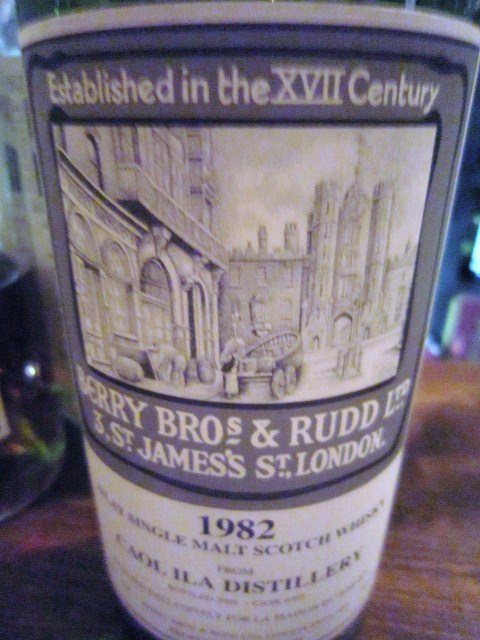 Established in the XVII Century
BERRY BROS & RUDD LTD
3, ST. JAMES'S ST., LONDON.
1982
ISLAY SINGLE MALT SCOTCH WHISKY
FROM
CAOL ILA DISTILLERY